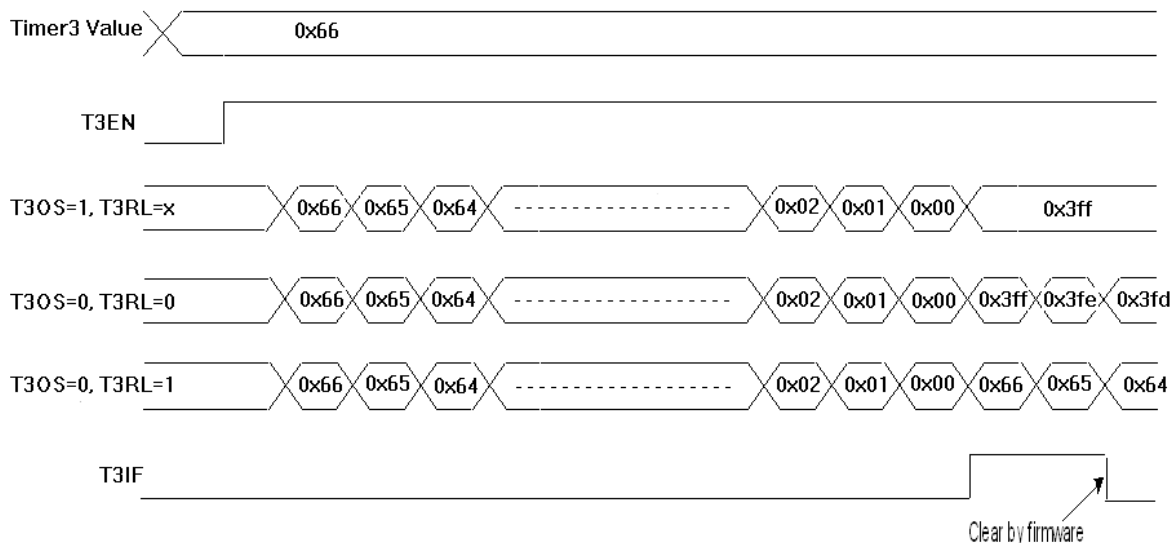 Timer3 Value 0x66
T3EN
T3OS=1, T3RL=x 0x66 0x65 0x64 0x02 0x01 0x00 0x3ff
T3OS=0, T3RL=0 0x66 0x65 0x64 0x02 0x01 0x00 0x3ff 0x3fe 0x3fd
T3OS=0, T3RL=1 0x66 0x65 0x64 0x02 0x01 0x00 0x66 0x65 0x64
T3IF
Clear by firmware